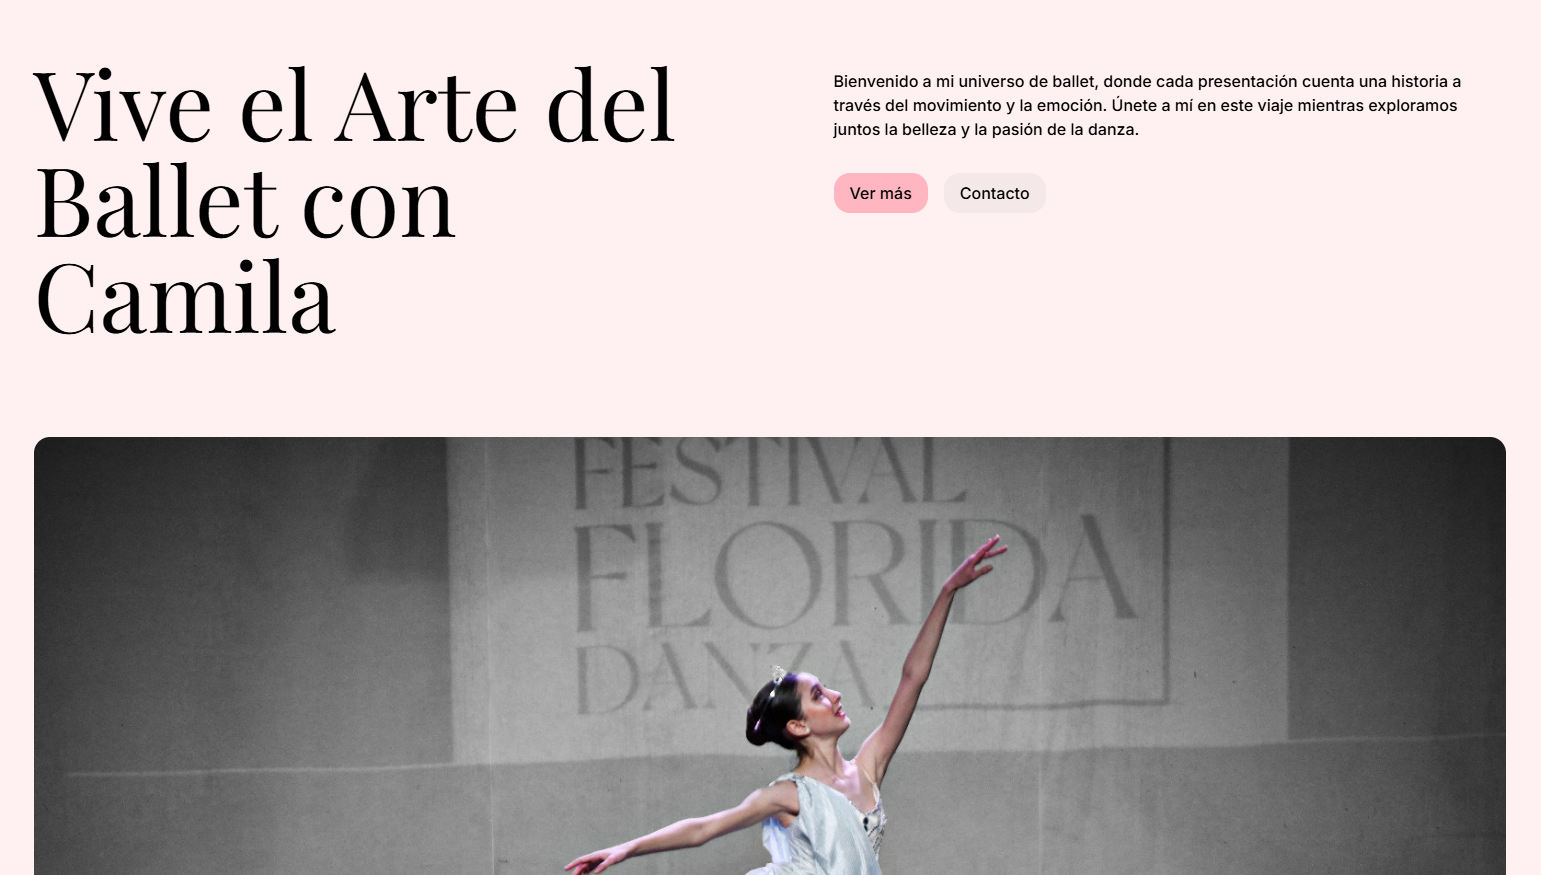 Vive el Arte del
Ballet con
Camila
Bienvenido a mi universo de ballet, donde cada presentación cuenta una historia a
través del movimiento y la emoción. Únete a mí en este viaje mientras exploramos
juntos la belleza y la pasión de la danza.
Ver más
Contacto
FESTIVAL
FLORIDA
DANZA